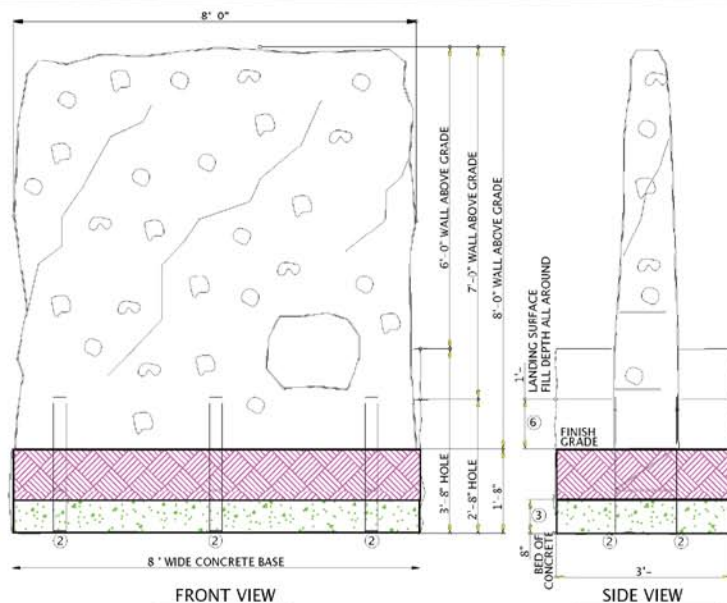 8' 0"
6'-0" WALL ABOVE GRADE
7'-0" WALL ABOVE GRADE
8'-0" WALL ABOVE GRADE
3'-8" HOLE
2'-8" HOLE
1'-8"
②
②
②
8' WIDE CONCRETE BASE
FRONT VIEW
LANDING SURFACE
FILL DEPTH ALL AROUND
1'-
⑥
FINISH
GRADE
③
8"
BED OF
CONCRETE
②
②
3'-
SIDE VIEW